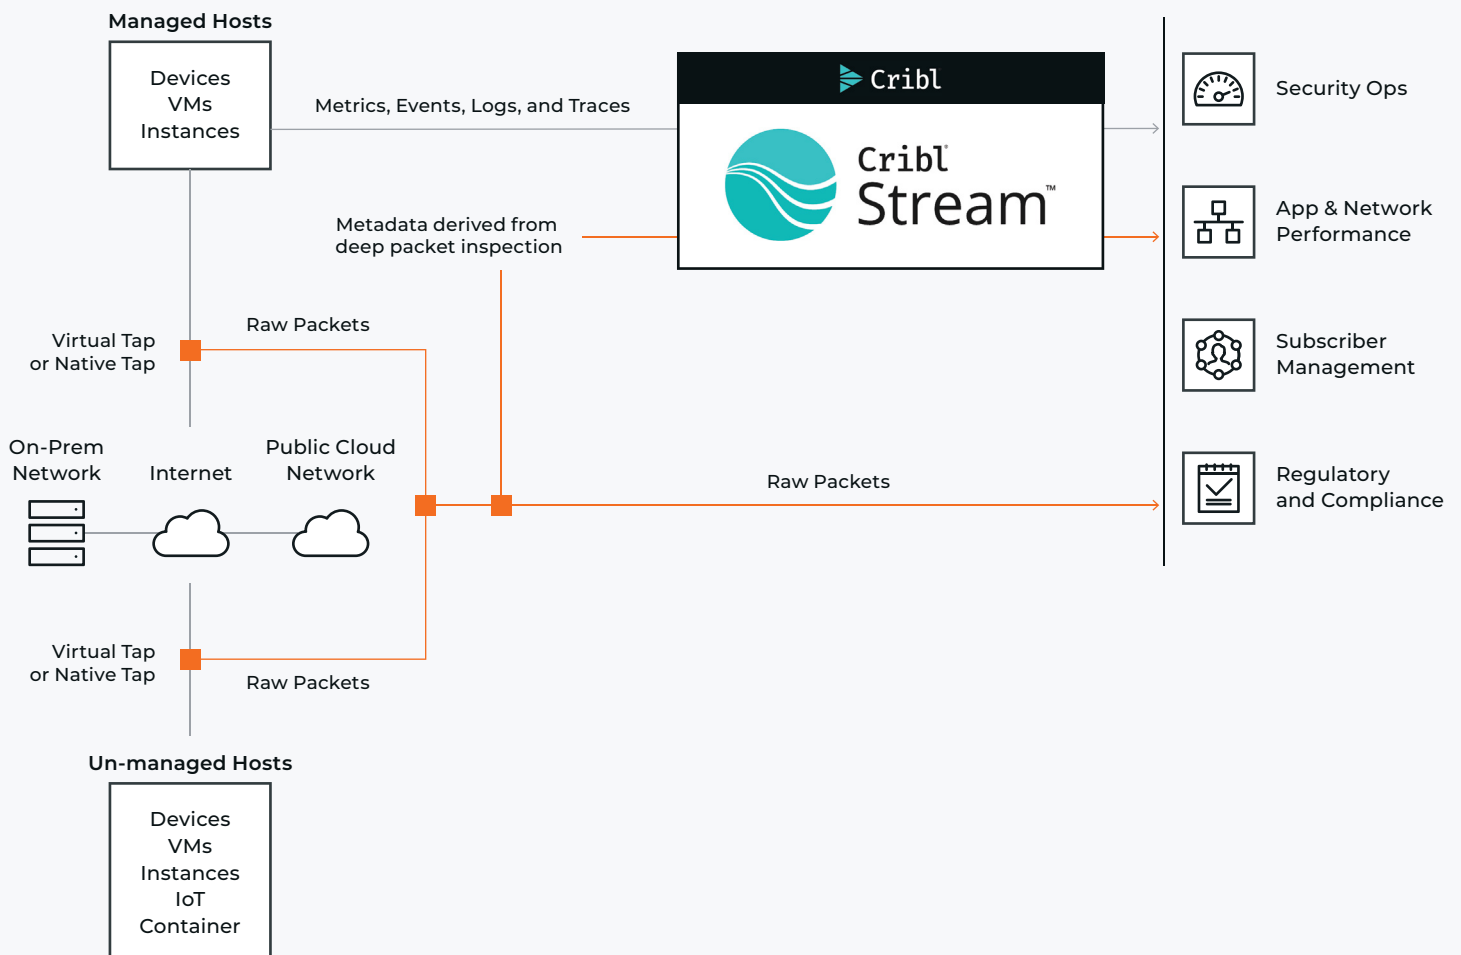 Managed Hosts
Devices
VMs
Instances
Metrics, Events, Logs, and Traces
Cribl
Cribl®
Stream™
Metadata derived from
deep packet inspection
Security Ops
App & Network
Performance
Subscriber
Management
Regulatory
and Compliance
Virtual Tap
or Native Tap
Raw Packets
On-Prem
Network
Internet
Public Cloud
Network
Raw Packets
Virtual Tap
or Native Tap
Raw Packets
Un-managed Hosts
Devices
VMs
Instances
IoT
Container